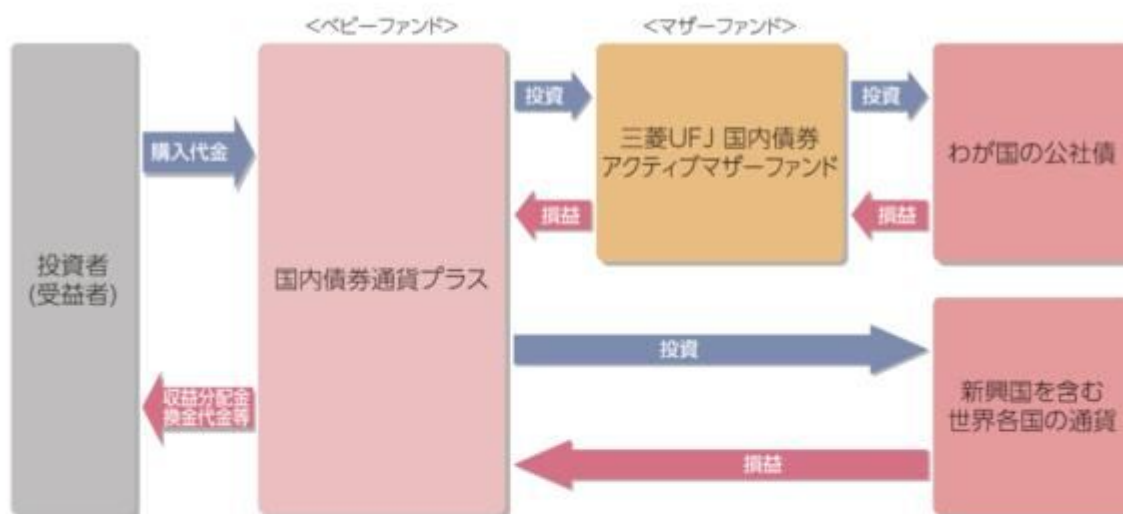 <ベビーファンド>
<マザーファンド>
投資者
(受益者)
購入代金
収益分配金
換金代金等
国内債券通貨プラス
投資
損益
三菱UFJ 国内債券
アクティブマザーファンド
投資
損益
わが国の公社債
投資
損益
新興国を含む
世界各国の通貨